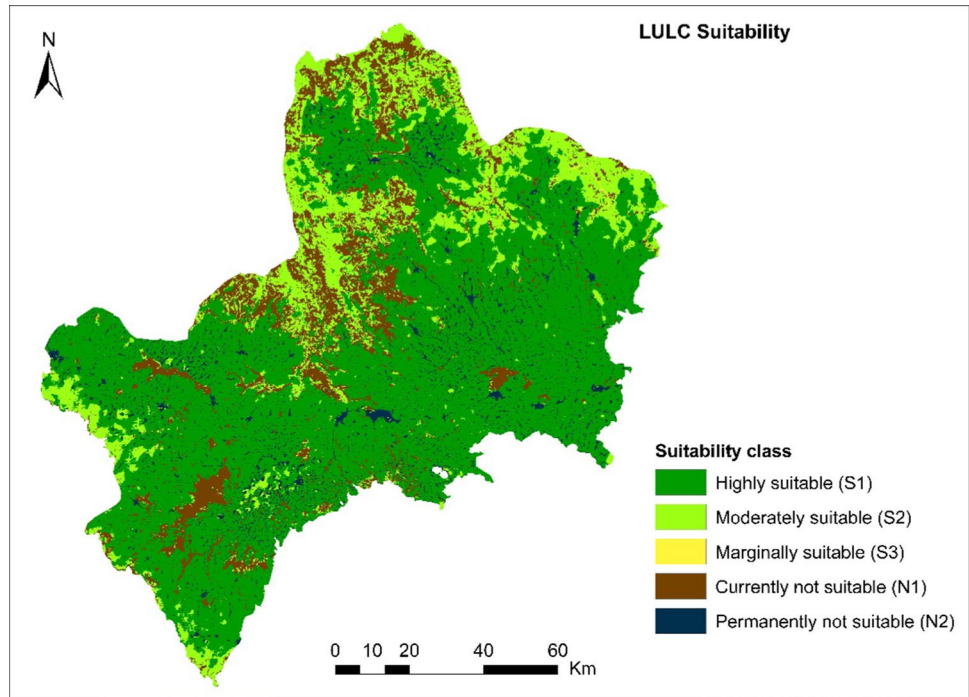 LULC Suitability
N
Suitability class
Highly suitable (S1)
Moderately suitable (S2)
Marginally suitable (S3)
Currently not suitable (N1)
Permanently not suitable (N2)
0 10 20 40 60
Km